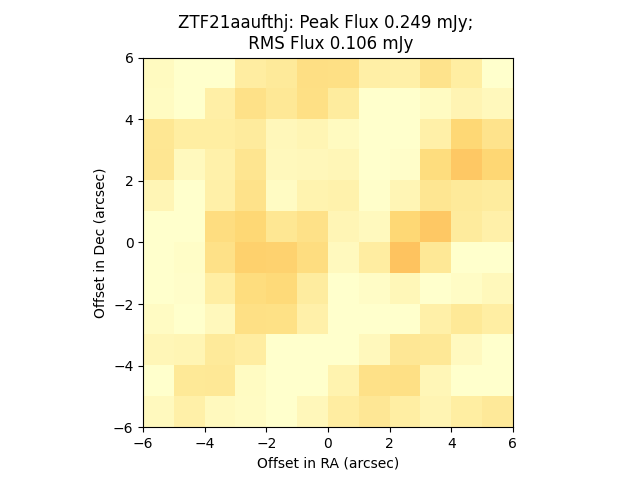 ZTF21aaufthj: Peak Flux 0.249 mJy;
RMS Flux 0.106 mJy
6
4
2
0
−2
−4
−6
Offset in Dec (arcsec)
−6 −4 −2 0 2 4 6
Offset in RA (arcsec)